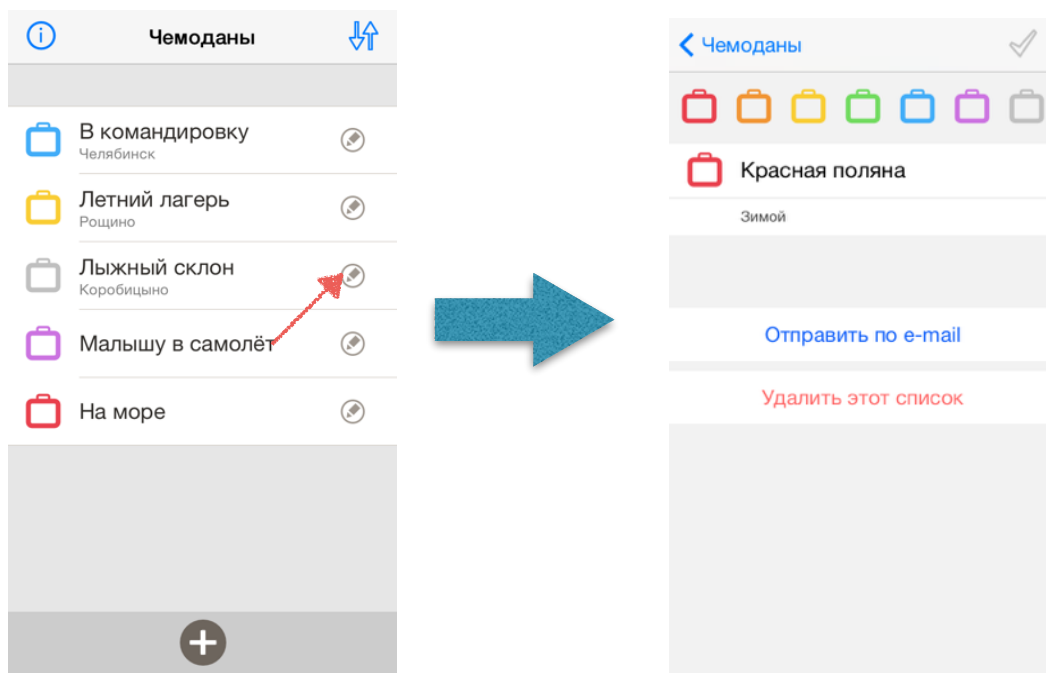 Чемоданы
В командировку
Челябинск
Летний лагерь
Рощино
Лыжный склон
Коробицыно
Малышу в самолёт
На море
Чемоданы
Красная поляна
Зимой
Отправить по e-mail
Удалить этот список